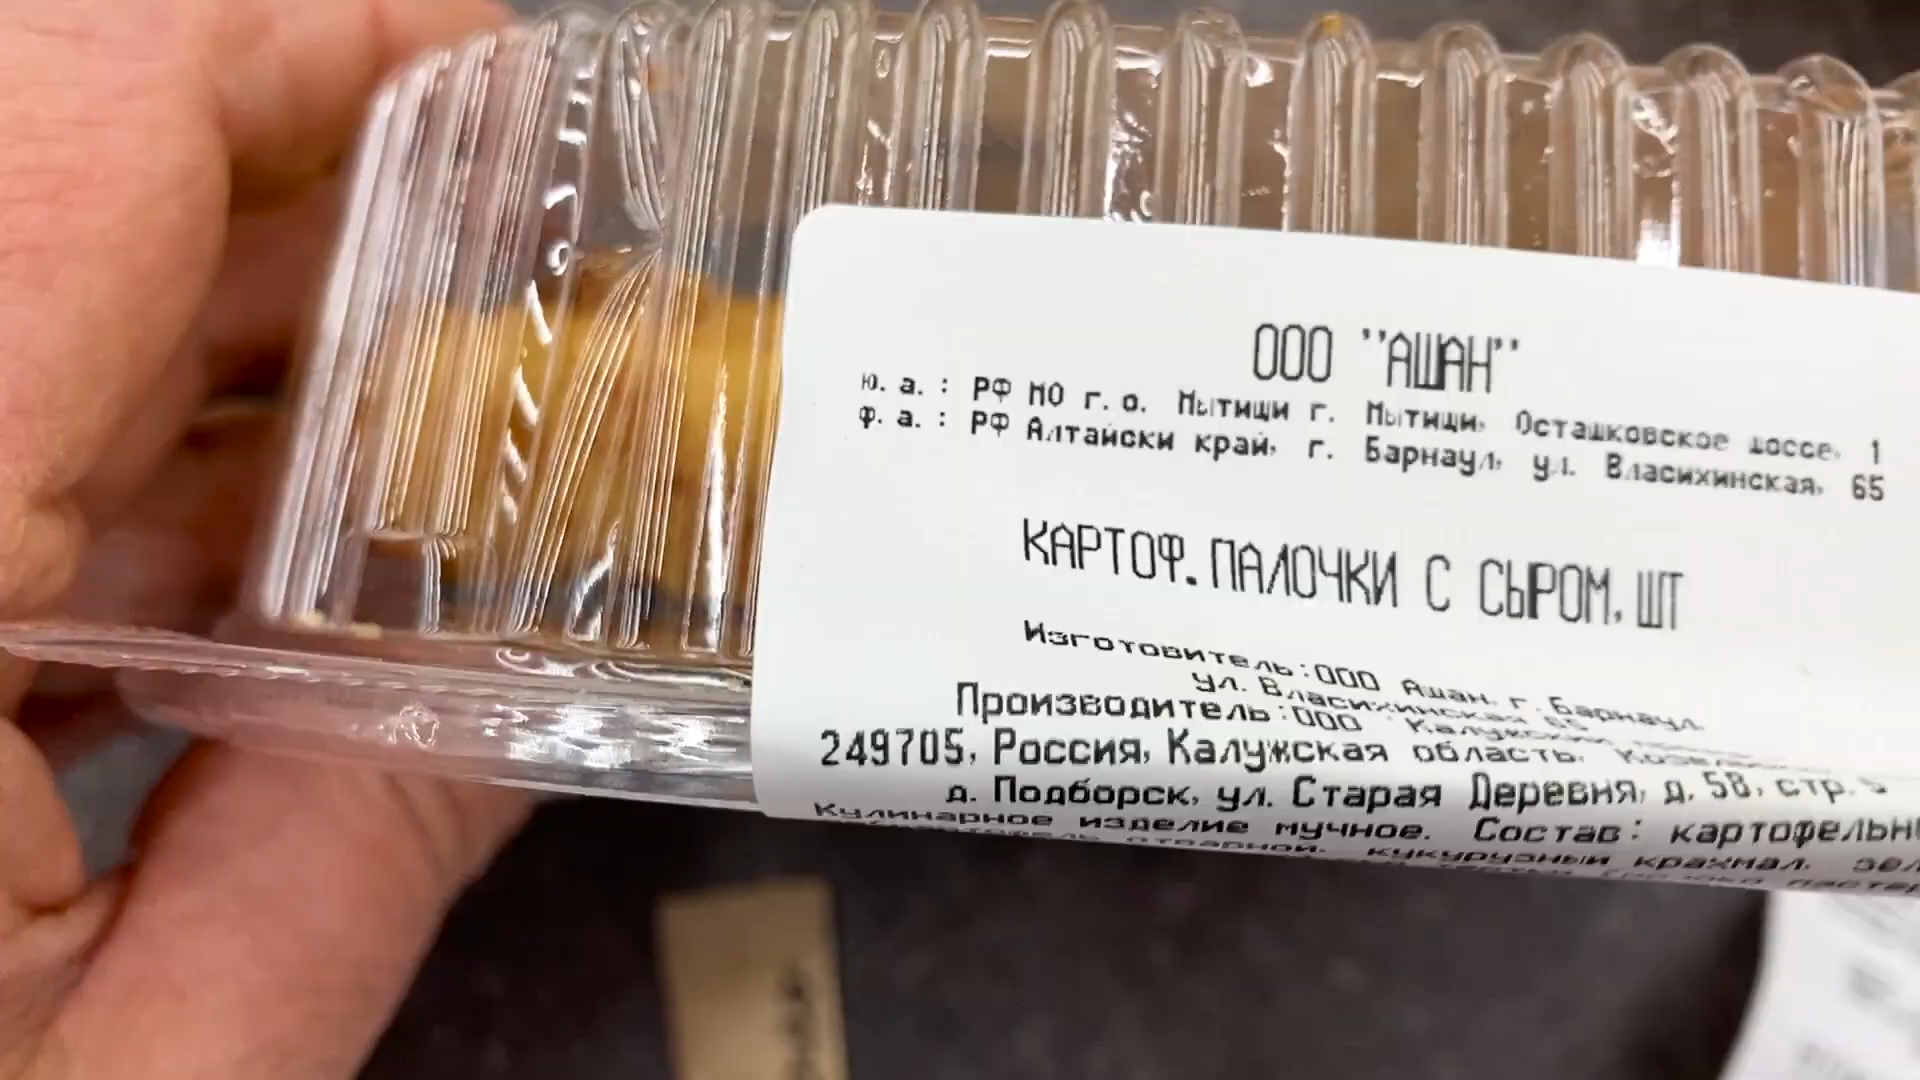 ООО "АШАН"
ю. а. : РФ МО г.о. Мытищи г. Мытищи, Осташковское шоссе, 1
ф. а. : РФ Алтайски край, г. Барнаул, ул. Власихинская, 65
КАРТОФ.ПАЛОЧКИ С СЫРОМ,ШТ
Изготовитель:ООО Ашан, г. Барнаул,
ул. Власихинская 65
Производитель:ООО
249705, Россия, Калужская область,
д. Подборск, ул. Старая Деревня, д. 58, стр. 5
Кулинарное изделие мучное. Состав: картофельн
отварной, кукурузный крахмал,